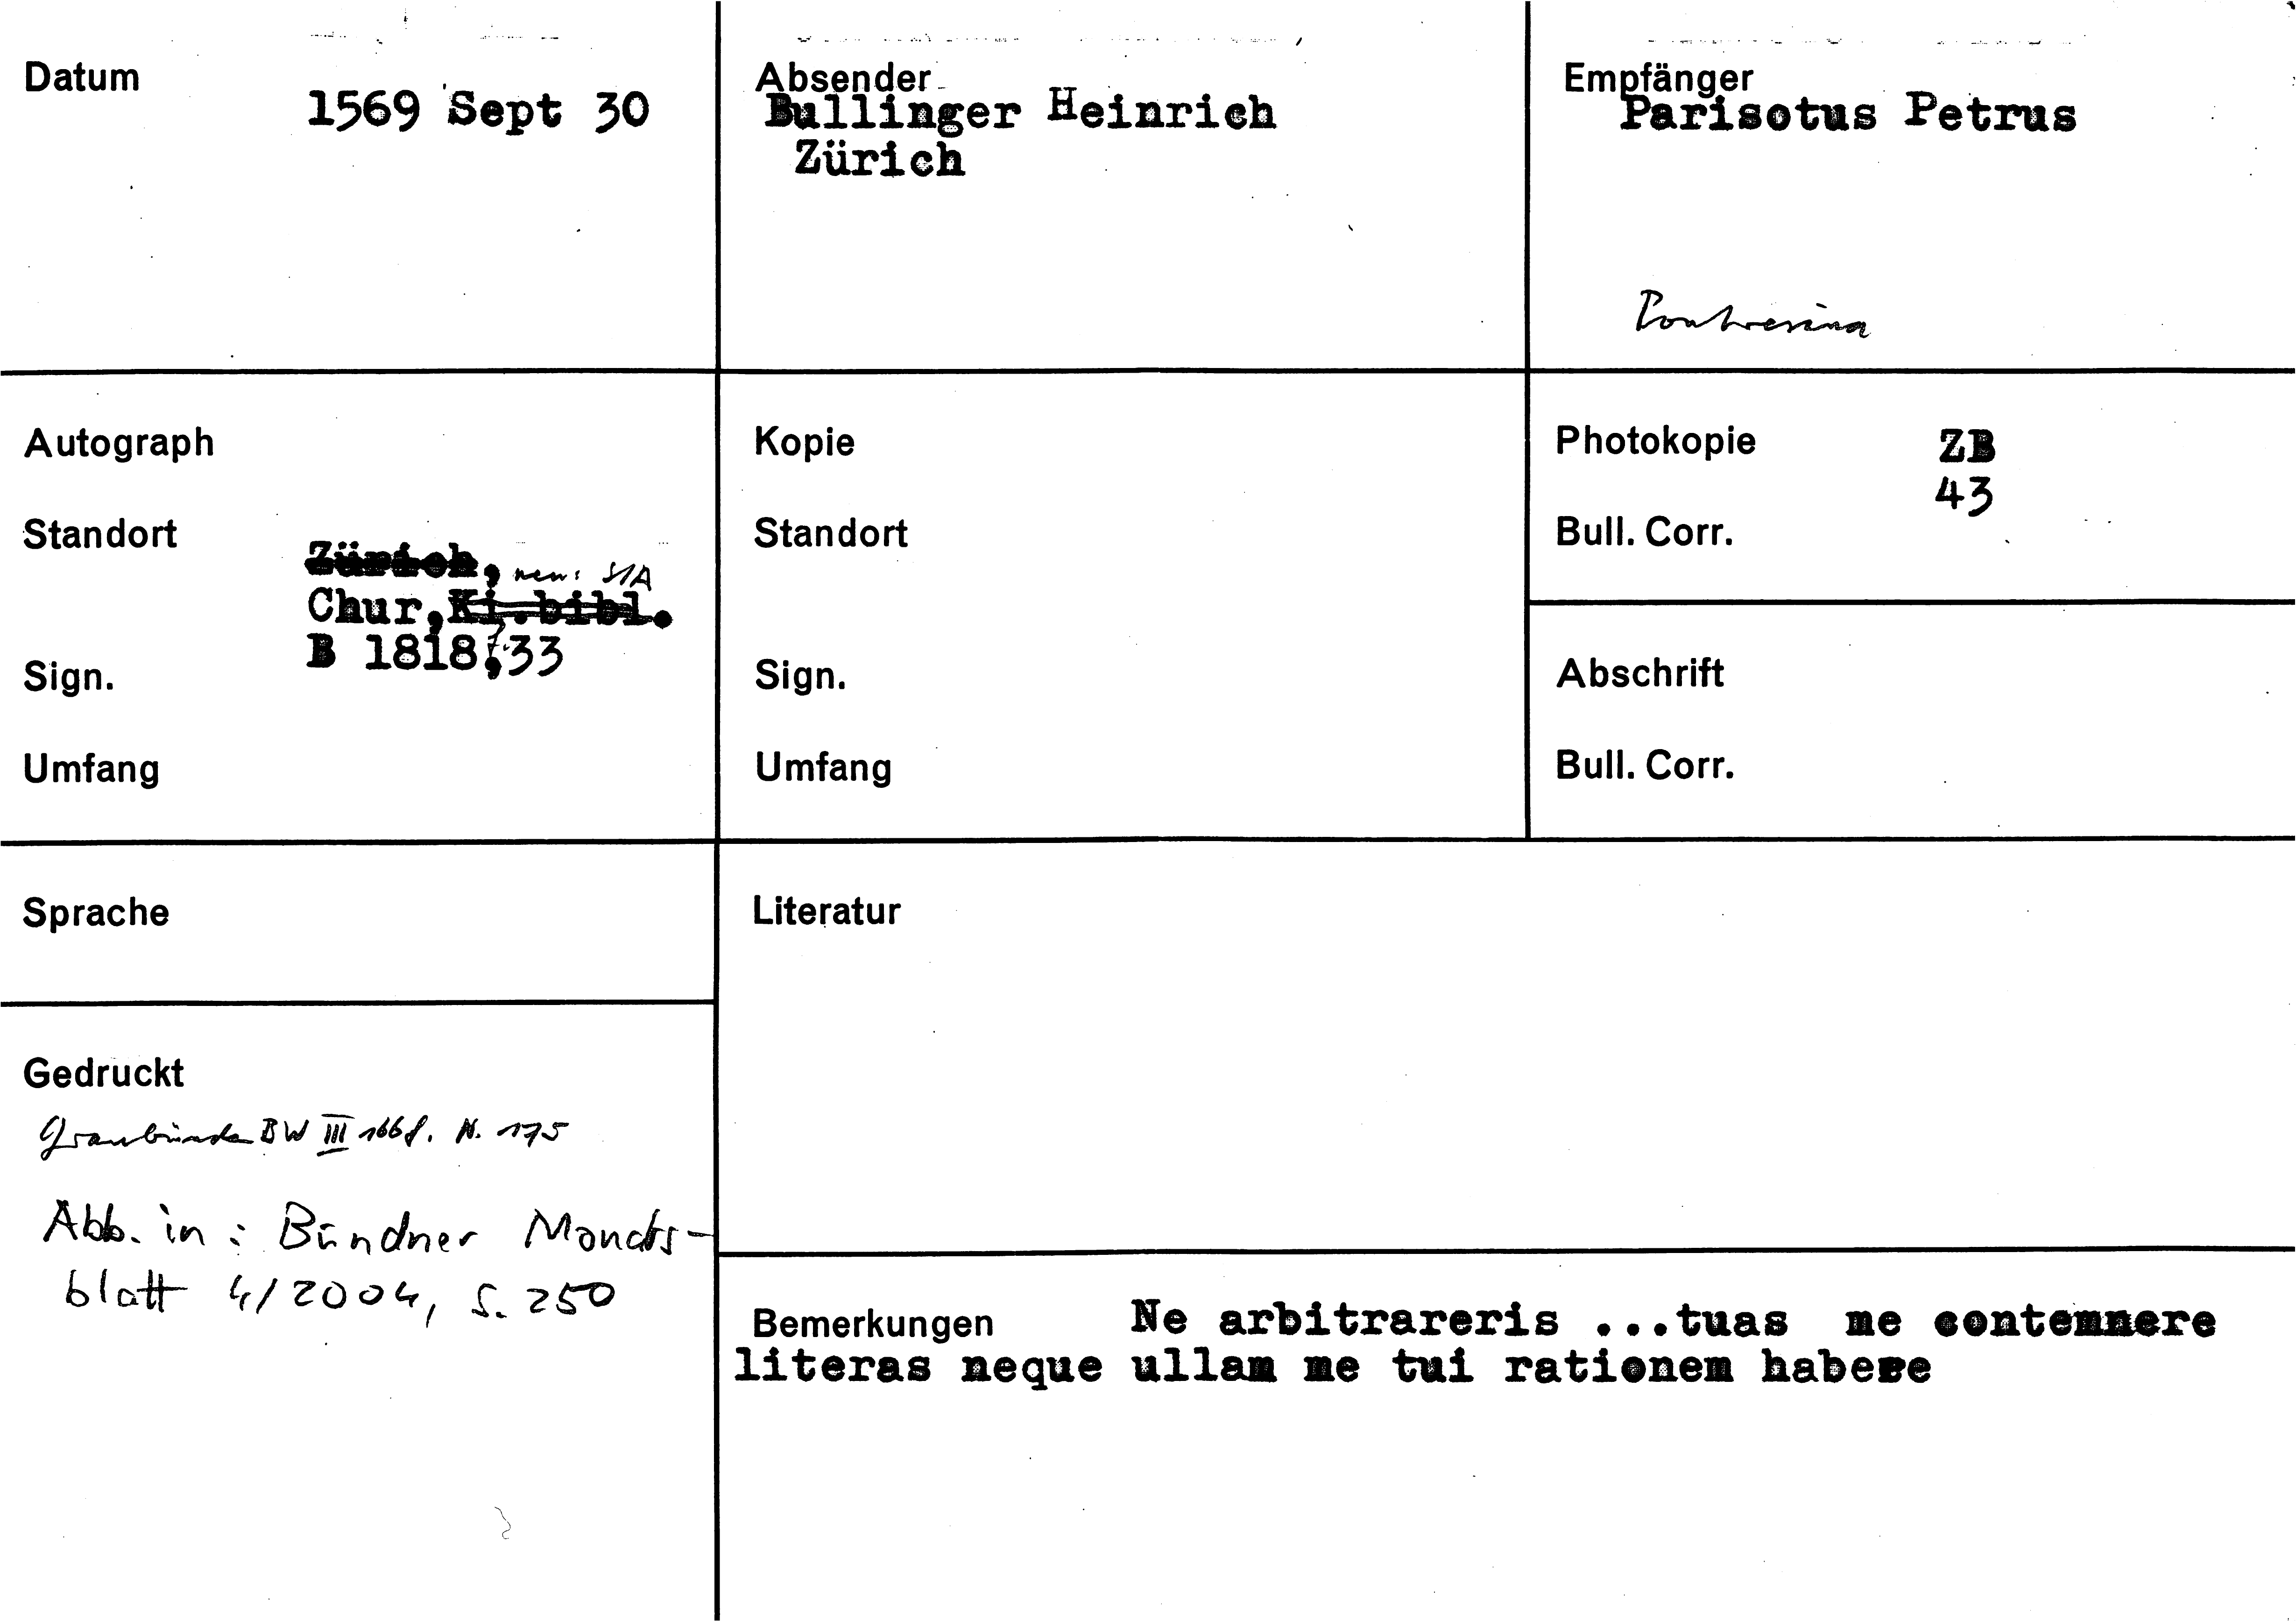 Datum
1569 Sept 30
Absender
Bullinger Heinrich
Zürich
Empfänger
Parisotus Petrus
Pontresina
Autograph
Standort
Zürich, neu: StA
Chur,Ki.bibl.
Sign.
B 1818,33
Umfang
Kopie
Standort
Sign.
Umfang
Photokopie
ZB
43
Bull. Corr.
Abschrift
Bull. Corr.
Sprache
Literatur
Gedruckt
Graubünden BW III 166f. N. 175
Abb. in: Bündner Monats-
blatt 4/2004, S. 250
Bemerkungen Ne arbitrareris ...tuas me contemnere
literas neque ullam me tui rationem habere